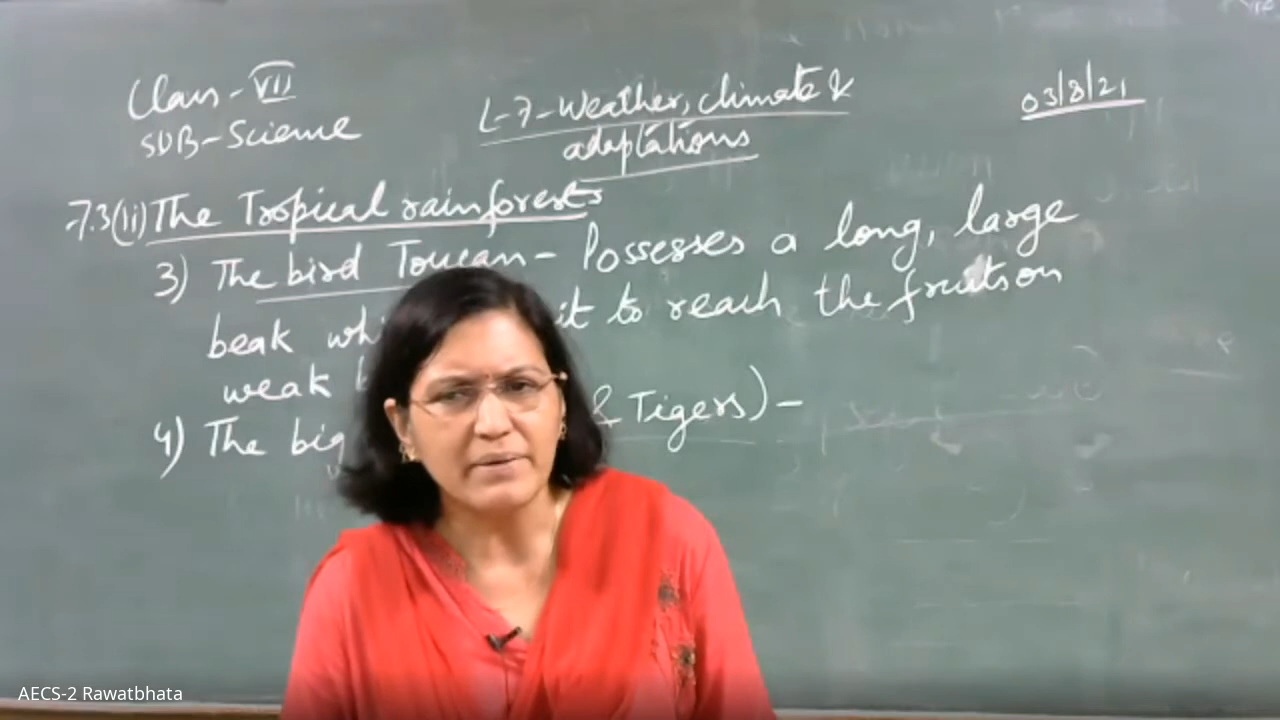 Class - VII
SUB - Science
L-7 - Weather, climate &
adaptations
03/8/21
7.3(ii) The Tropical rainforests
3) The bird Toucan - Possesses a long, large
beak whi it to reach the fruits on
weak b
4) The big & Tigers) -
AECS-2 Rawatbhata